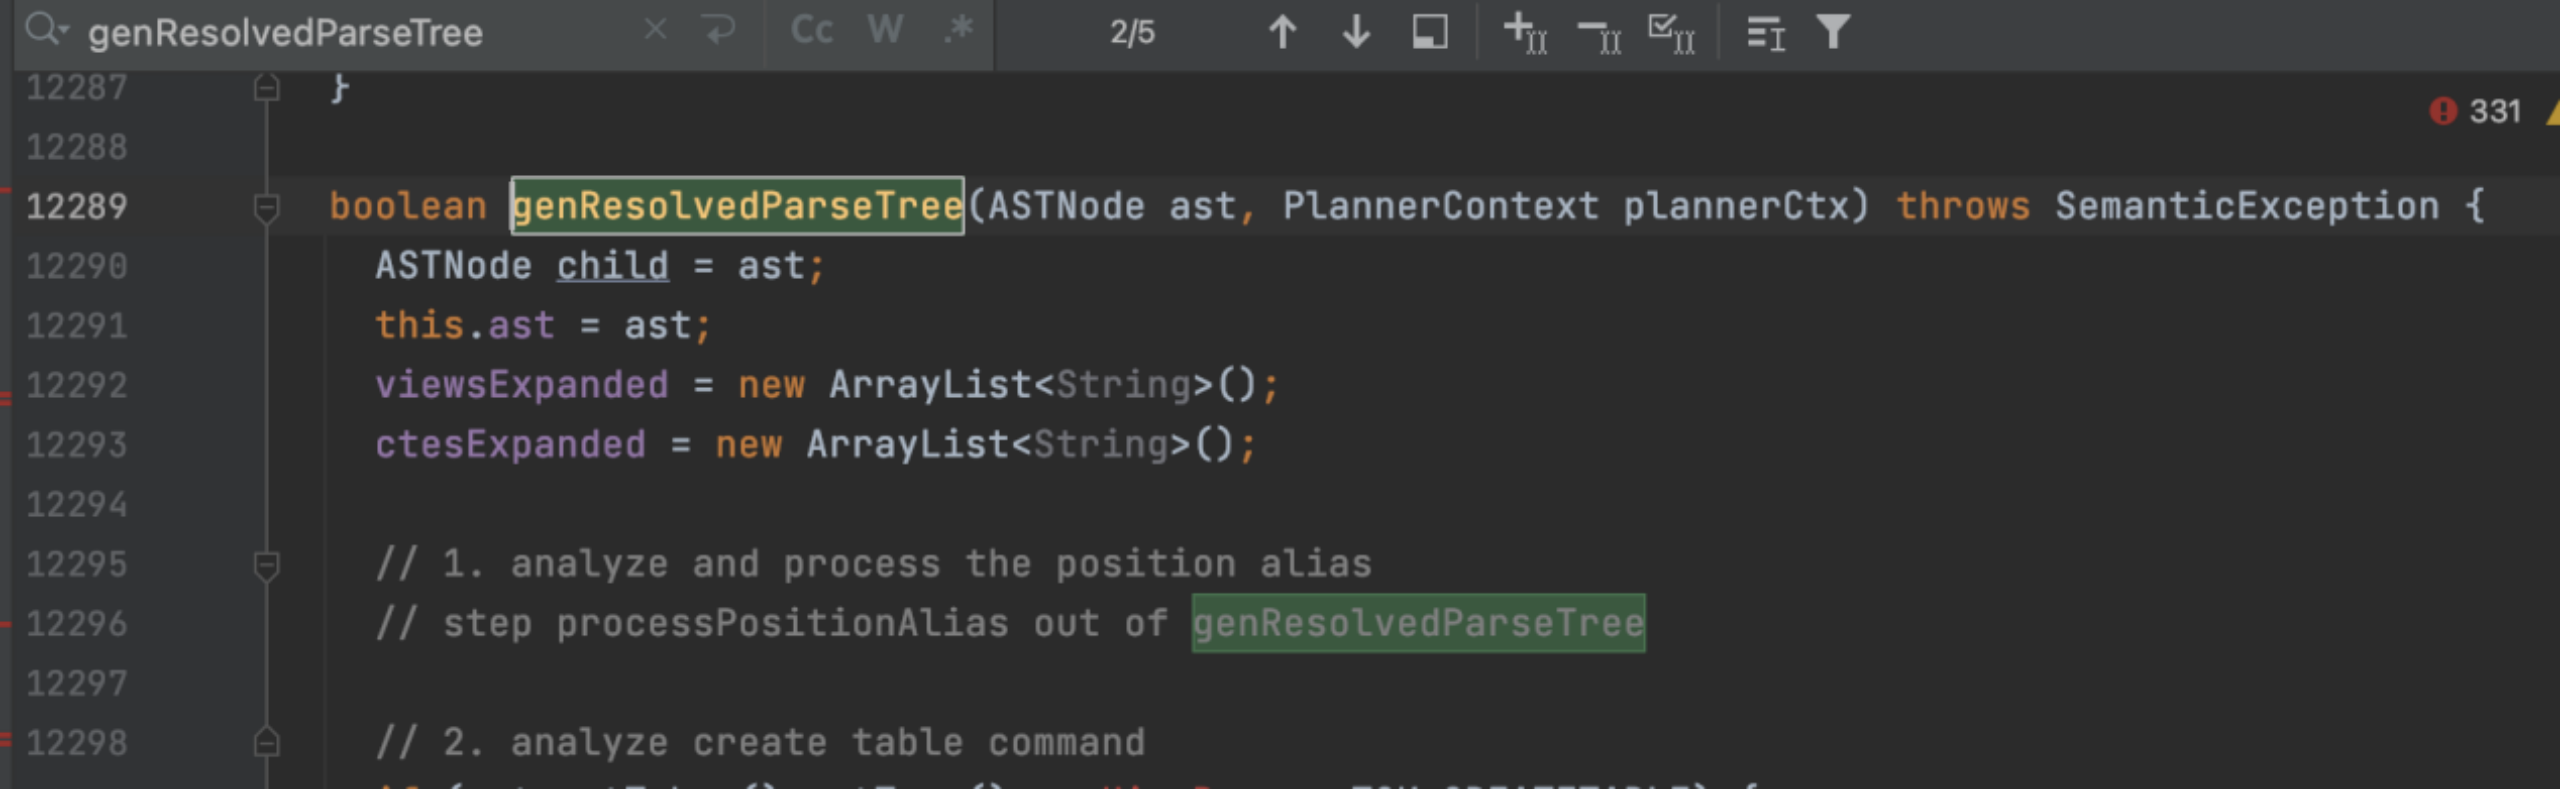 genResolvedParseTree Cc W .* 2/5
12287 }
331
12288
12289 boolean genResolvedParseTree(ASTNode ast, PlannerContext plannerCtx) throws SemanticException {
12290 ASTNode child = ast;
12291 this.ast = ast;
12292 viewsExpanded = new ArrayList<String>();
12293 ctesExpanded = new ArrayList<String>();
12294
12295 // 1. analyze and process the position alias
12296 // step processPositionAlias out of genResolvedParseTree
12297
12298 // 2. analyze create table command